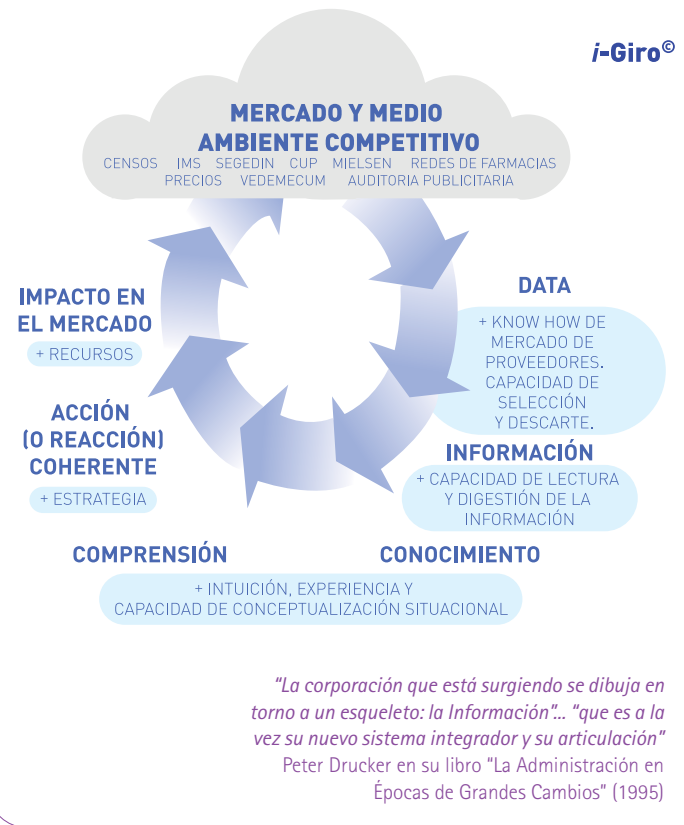 i-Giro©
MERCADO Y MEDIO
AMBIENTE COMPETITIVO
CENSOS IMS SEGEDIN CUP MIELSEN REDES DE FARMACIAS
PRECIOS VEDEMECUM AUDITORIA PUBLICITARIA
DATA
+ KNOW HOW DE
MERCADO DE
PROVEEDORES.
CAPACIDAD DE
SELECCIÓN
Y DESCARTE.
INFORMACIÓN
+ CAPACIDAD DE LECTURA
Y DIGESTIÓN DE LA
INFORMACIÓN
CONOCIMIENTO
COMPRENSIÓN
+ INTUICIÓN, EXPERIENCIA Y
CAPACIDAD DE CONCEPTUALIZACIÓN SITUACIONAL
ACCIÓN
(O REACCIÓN)
COHERENTE
+ ESTRATEGIA
IMPACTO EN
EL MERCADO
+ RECURSOS
"La corporación que está surgiendo se dibuja en
torno a un esqueleto: la Información"... "que es a la
vez su nuevo sistema integrador y su articulación"
Peter Drucker en su libro "La Administración en
Épocas de Grandes Cambios" (1995)